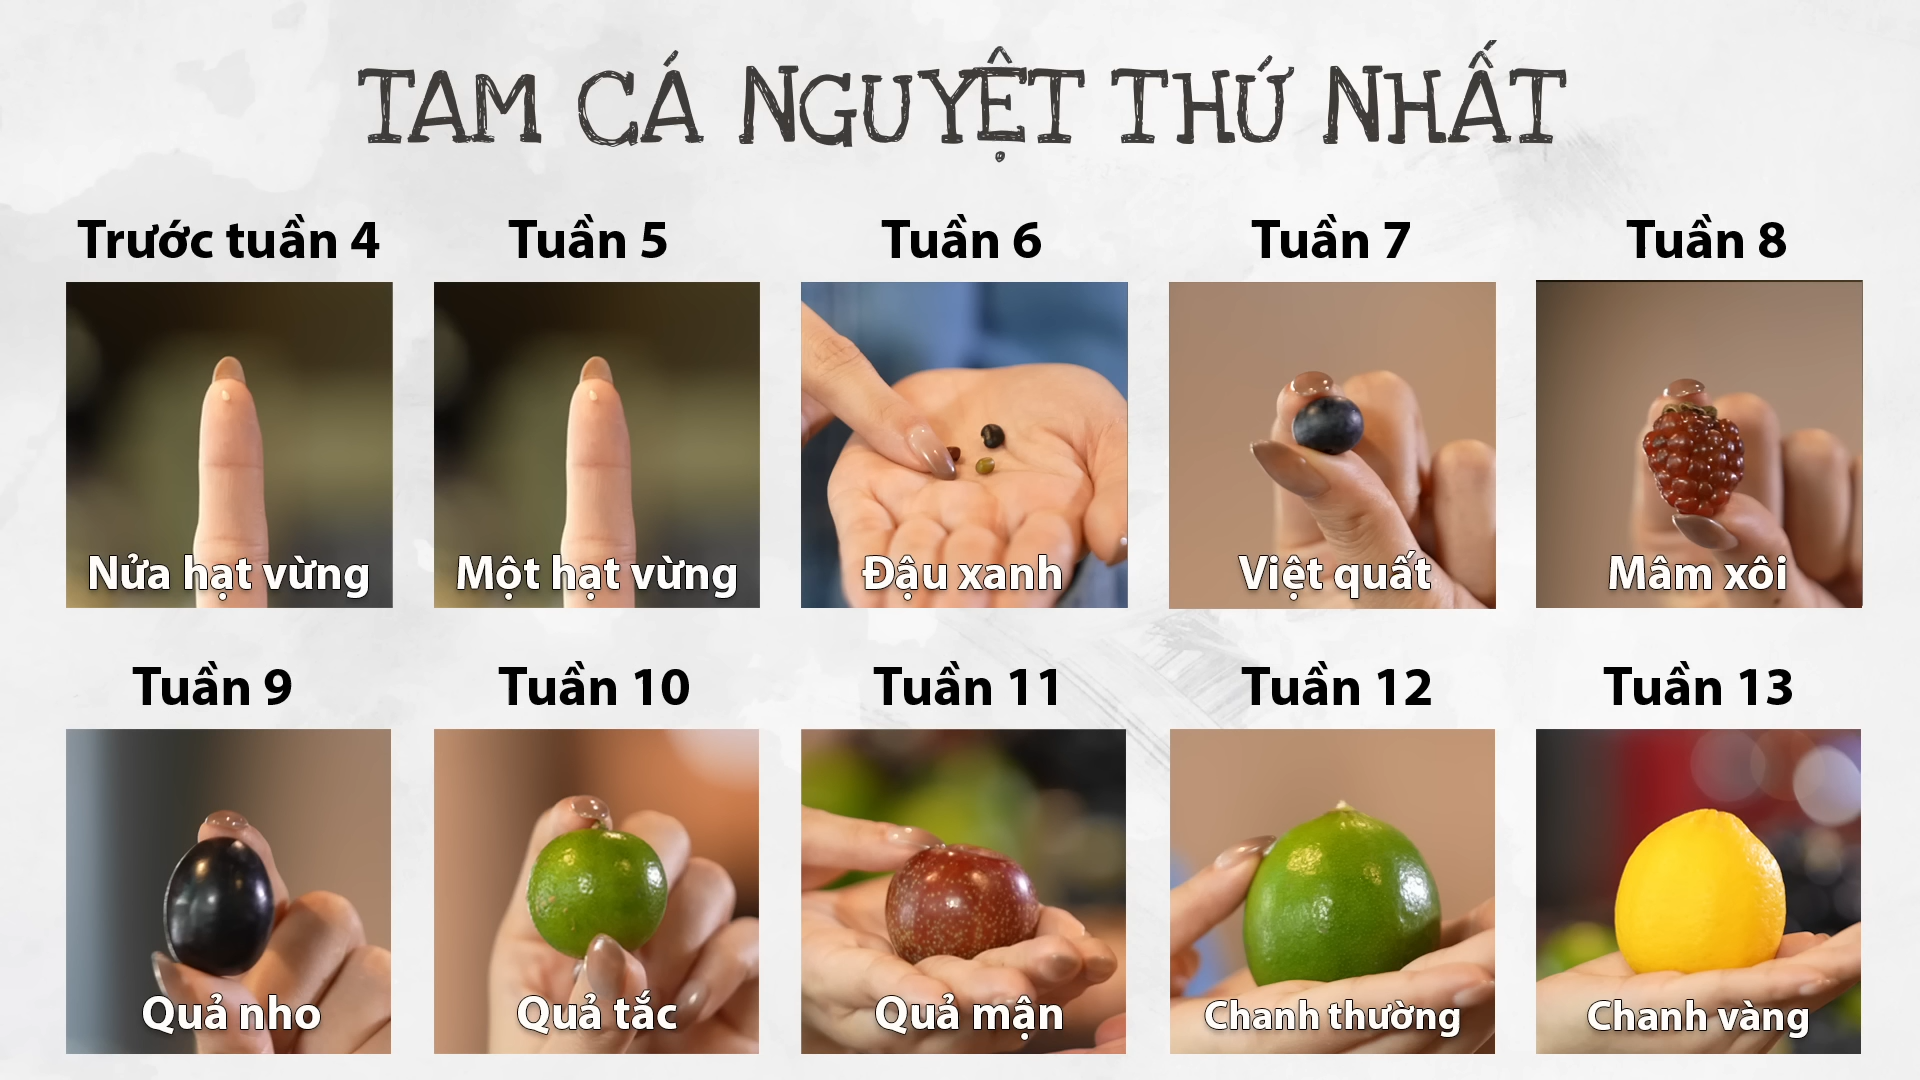 TAM CÁ NGUYỆT THỨ NHẤT
Trước tuần 4
Tuần 5
Tuần 6
Tuần 7
Tuần 8
Nửa hạt vừng
Một hạt vừng
Đậu xanh
Việt quất
Mâm xôi
Tuần 9
Tuần 10
Tuần 11
Tuần 12
Tuần 13
Quả nho
Quả tắc
Quả mận
Chanh thường
Chanh vàng